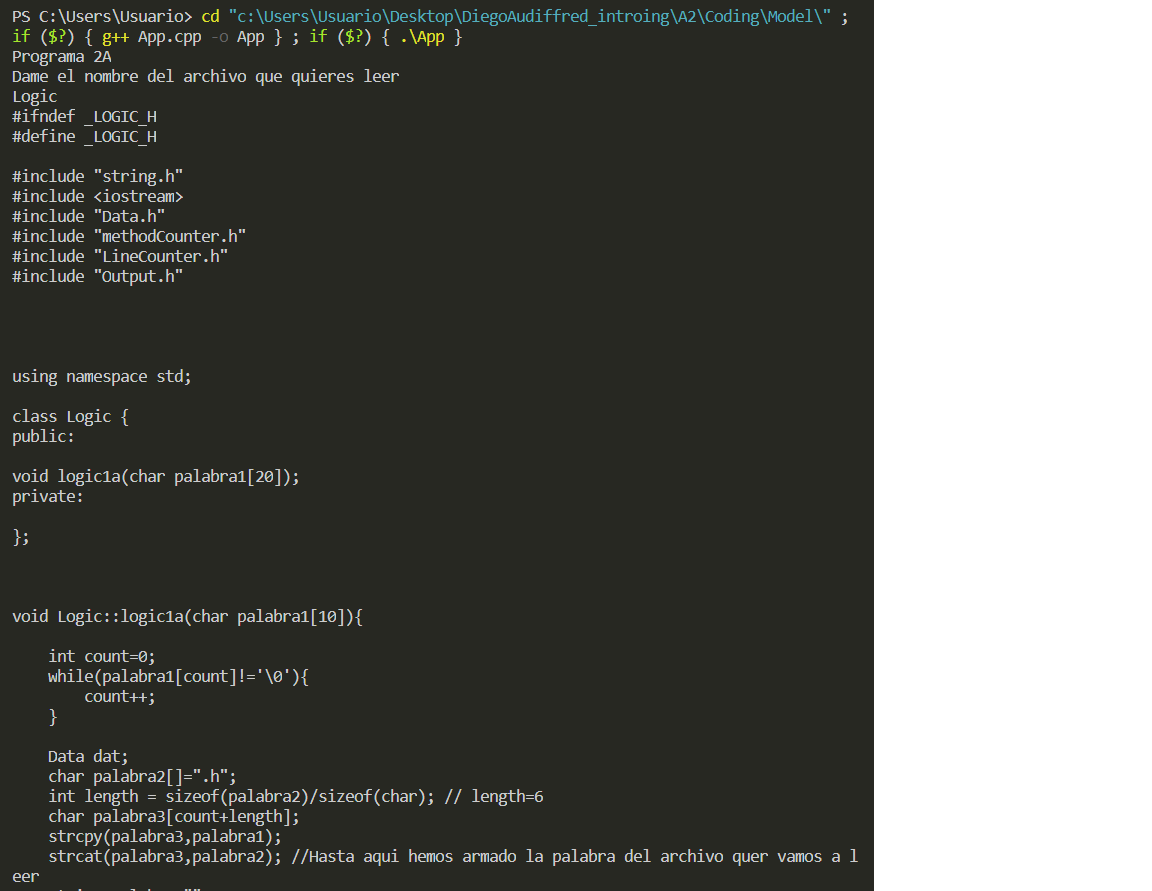 PS C:\Users\Usuario> cd "c:\Users\Usuario\Desktop\DiegoAudiffred_introing\A2\Coding\Model\" ;
if ($?) { g++ App.cpp -o App } ; if ($?) { .\App }
Programa 2A
Dame el nombre del archivo que quieres leer
Logic
#ifndef _LOGIC_H
#define _LOGIC_H

#include "string.h"
#include <iostream>
#include "Data.h"
#include "methodCounter.h"
#include "LineCounter.h"
#include "Output.h"

using namespace std;

class Logic {
public:

void logic1a(char palabra1[20]);
private:

};

void Logic::logic1a(char palabra1[10]){

    int count=0;
    while(palabra1[count]!='\0'){
        count++;
    }

    Data dat;
    char palabra2[]=".h";
    int length = sizeof(palabra2)/sizeof(char); // length=6
    char palabra3[count+length];
    strcpy(palabra3,palabra1);
    strcat(palabra3,palabra2); //Hasta aqui hemos armado la palabra del archivo quer vamos a l
eer